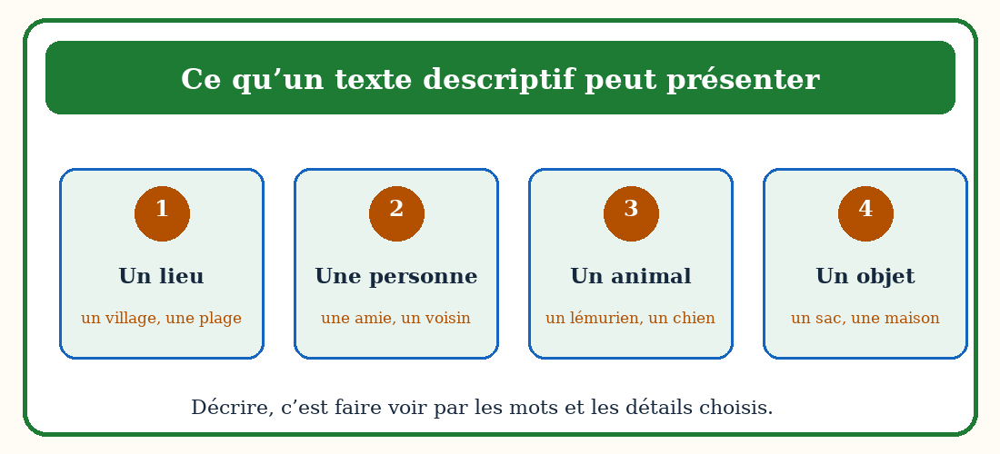 Ce qu’un texte descriptif peut présenter
1
Un lieu
un village, une plage
2
Une personne
une amie, un voisin
3
Un animal
un lémurien, un chien
4
Un objet
un sac, une maison
Décrire, c’est faire voir par les mots et les détails choisis.